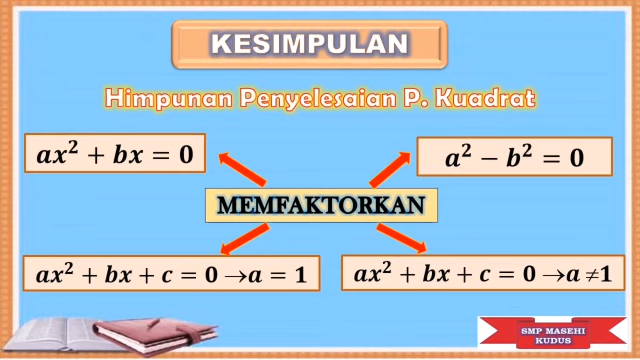 KESIMPULAN
Himpunan Penyelesaian P. Kuadrat
ax² + bx = 0
a² − b² = 0
MEMFAKTORKAN
ax² + bx + c = 0 →a = 1
ax² + bx + c = 0 →a ≠1
SMP MASEHI
KUDUS